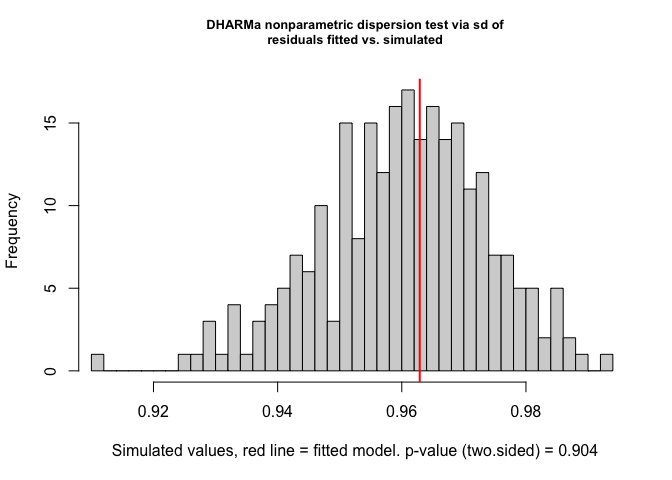 DHARMa nonparametric dispersion test via sd of
residuals fitted vs. simulated
Frequency
15
10
5
0
0.92 0.94 0.96 0.98
Simulated values, red line = fitted model. p-value (two.sided) = 0.904